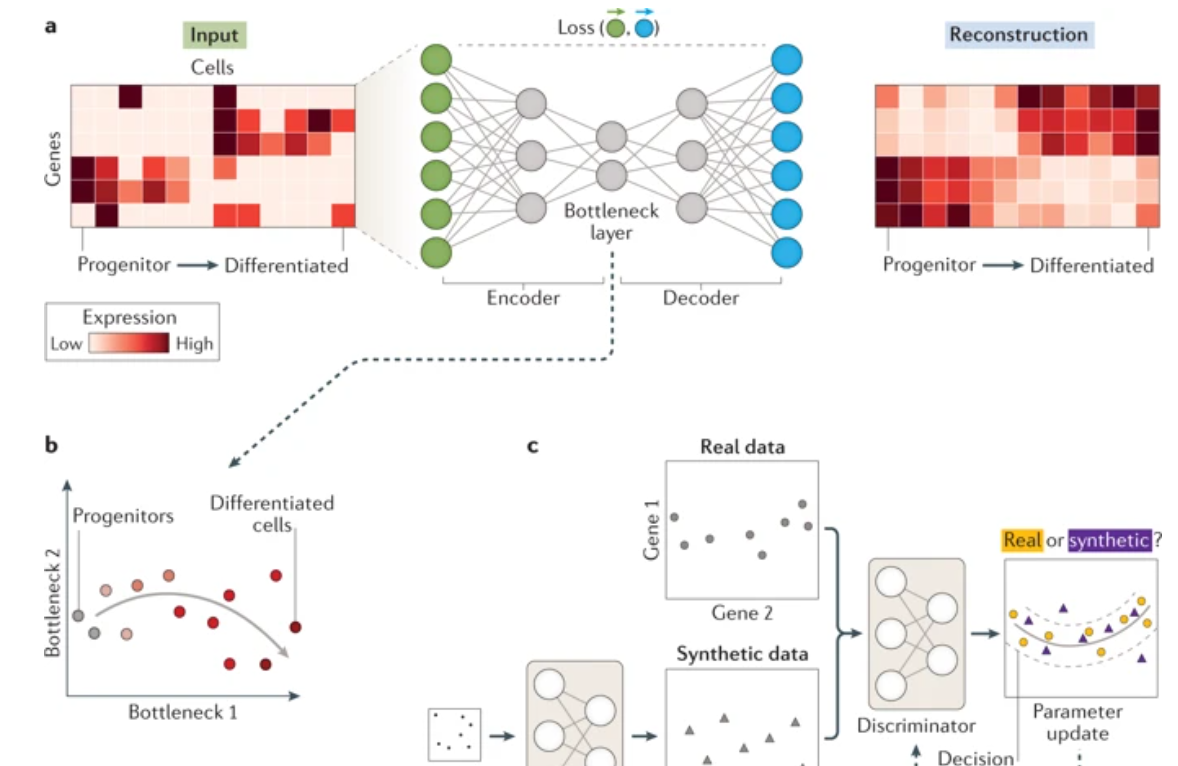 a
Input
Cells
Genes
Progenitor
Differentiated
Expression
Low
High
Loss ( , )
Bottleneck
layer
Encoder
Decoder
Reconstruction
Progenitor
Differentiated
b
Progenitors
Differentiated
cells
Bottleneck 2
Bottleneck 1
c
Real data
Gene 1
Gene 2
Synthetic data
Discriminator
Real or synthetic?
Parameter
update
Decision